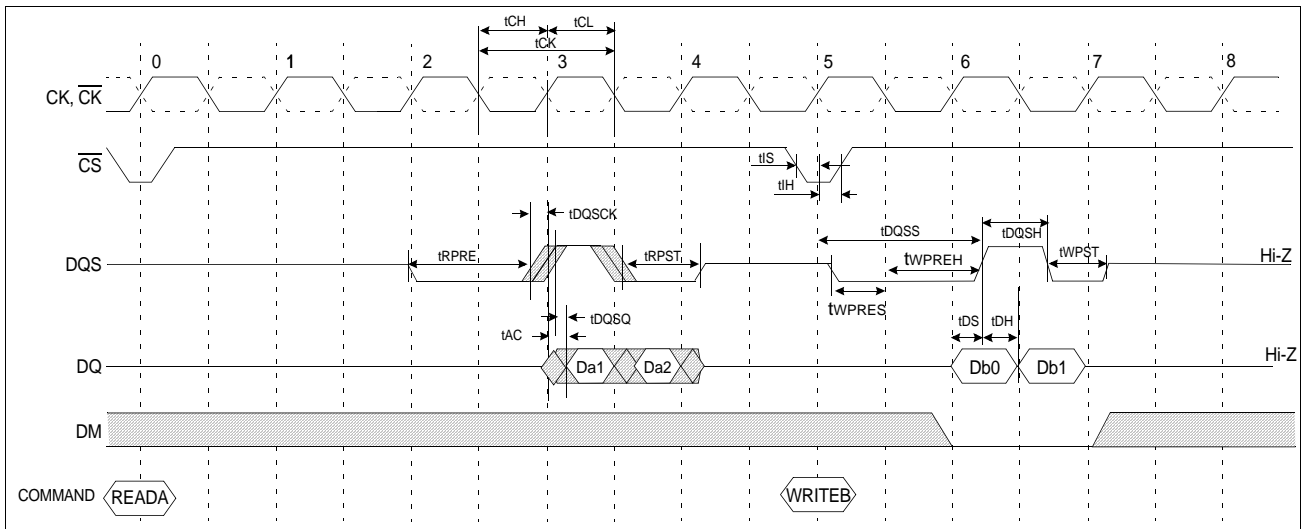 tCH tCL
tCK
0 1 2 3 4 5 6 7 8
CK, CK
CS
tIS
tIH
tDQSCK
tDQSS
tDQSH
DQS
tRPRE
tRPST
tWPREH
tWPST
Hi-Z
tWPRES
tDQSQ
tAC
tDS tDH
DQ
Da1 Da2
Db0 Db1
Hi-Z
DM
COMMAND READA WRITEB